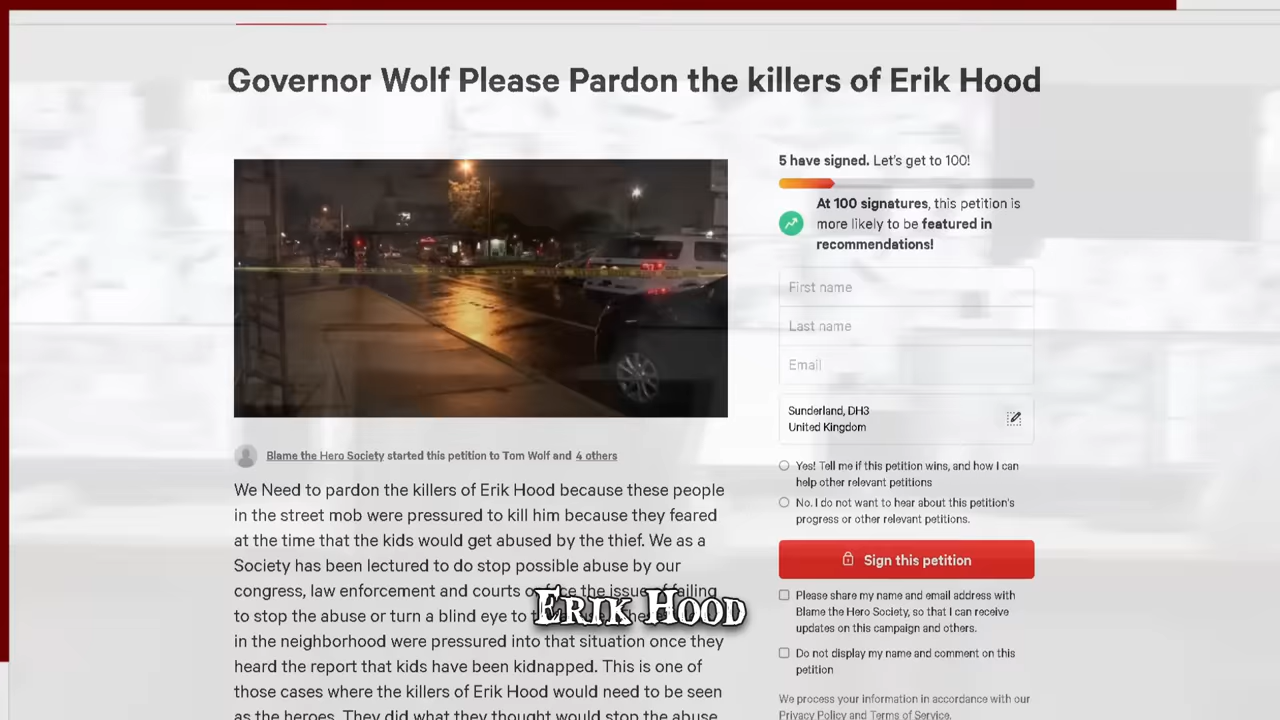 Governor Wolf Please Pardon the killers of Erik Hood
5 have signed. Let's get to 100!
At 100 signatures, this petition is
more likely to be featured in
recommendations!
First name
Last name
Email
Sunderland, DH3
United Kingdom
Yes! Tell me if this petition wins, and how I can
help other relevant petitions
No. I do not want to hear about this petition's
progress or other relevant petitions.
Sign this petition
Please share my name and email address with
Blame the Hero Society, so that I can receive
updates on this campaign and others.
Do not display my name and comment on this
petition
We process your information in accordance with our
Privacy Policy and Terms of Service.
Blame the Hero Society started this petition to Tom Wolf and 4 others
We Need to pardon the killers of Erik Hood because these people
in the street mob were pressured to kill him because they feared
at the time that the kids would get abused by the thief. We as a
Society has been lectured to do stop possible abuse by our
congress, law enforcement and courts the issue failing
to stop the abuse or turn a blind eye to
in the neighborhood were pressured into that situation once they
heard the report that kids have been kidnapped. This is one of
those cases where the killers of Erik Hood would need to be seen
as the heroes. They did what they thought would stop the abuse
Erik Hood